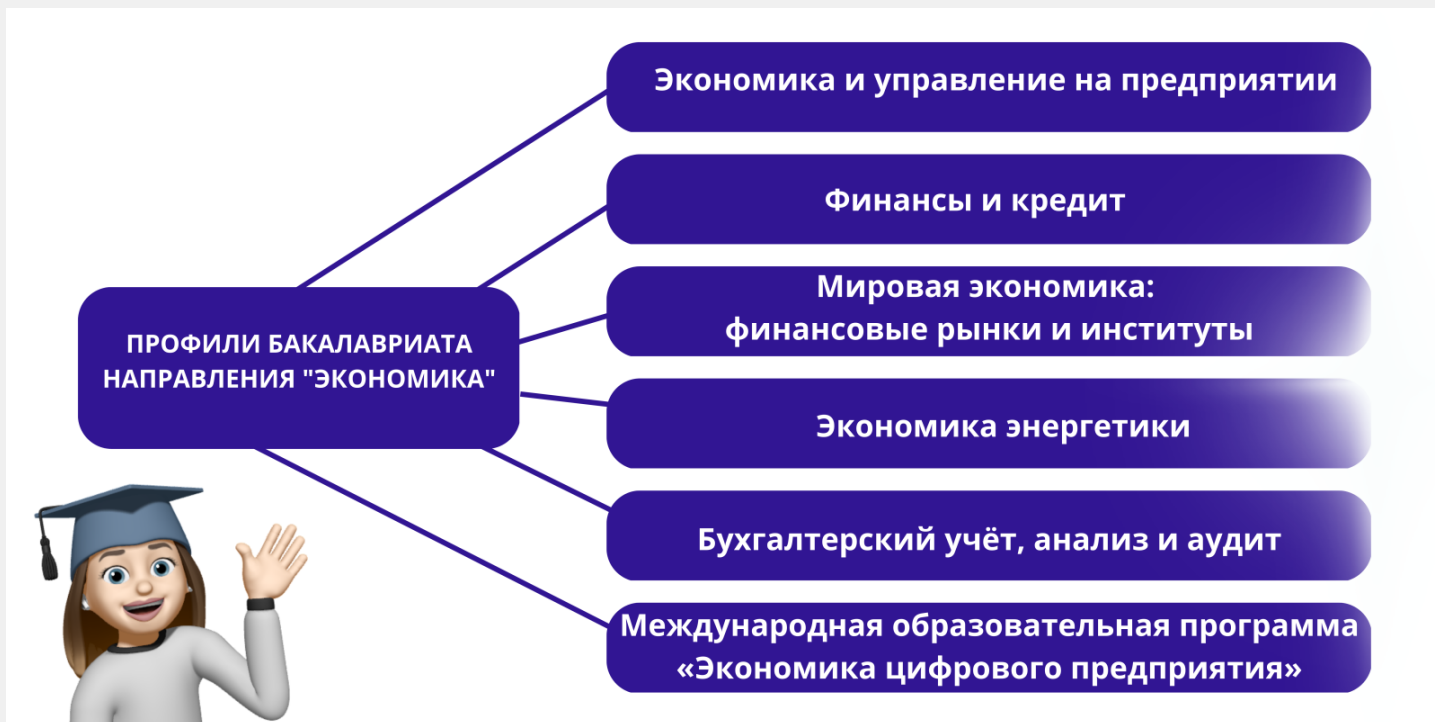 Экономика и управление на предприятии
Финансы и кредит
Мировая экономика:
финансовые рынки и институты
ПРОФИЛИ БАКАЛАВРИАТА
НАПРАВЛЕНИЯ "ЭКОНОМИКА"
Экономика энергетики
Бухгалтерский учёт, анализ и аудит
Международная образовательная программа
«Экономика цифрового предприятия»